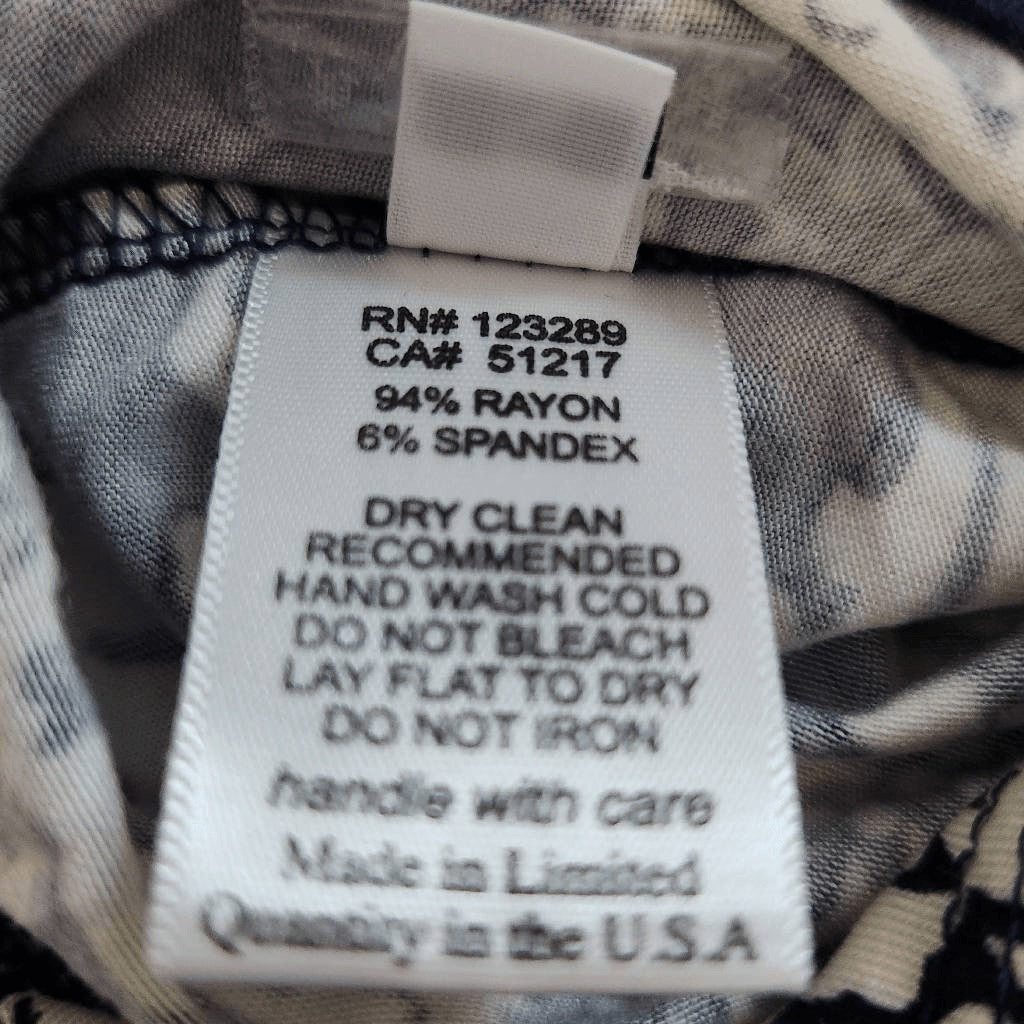 RN# 123289
CA# 51217
94% RAYON
6% SPANDEX
DRY CLEAN
RECOMMENDED
HAND WASH COLD
DO NOT BLEACH
LAY FLAT TO DRY
DO NOT IRON
handle with care
Made in Limited
Quantity in the U.S.A